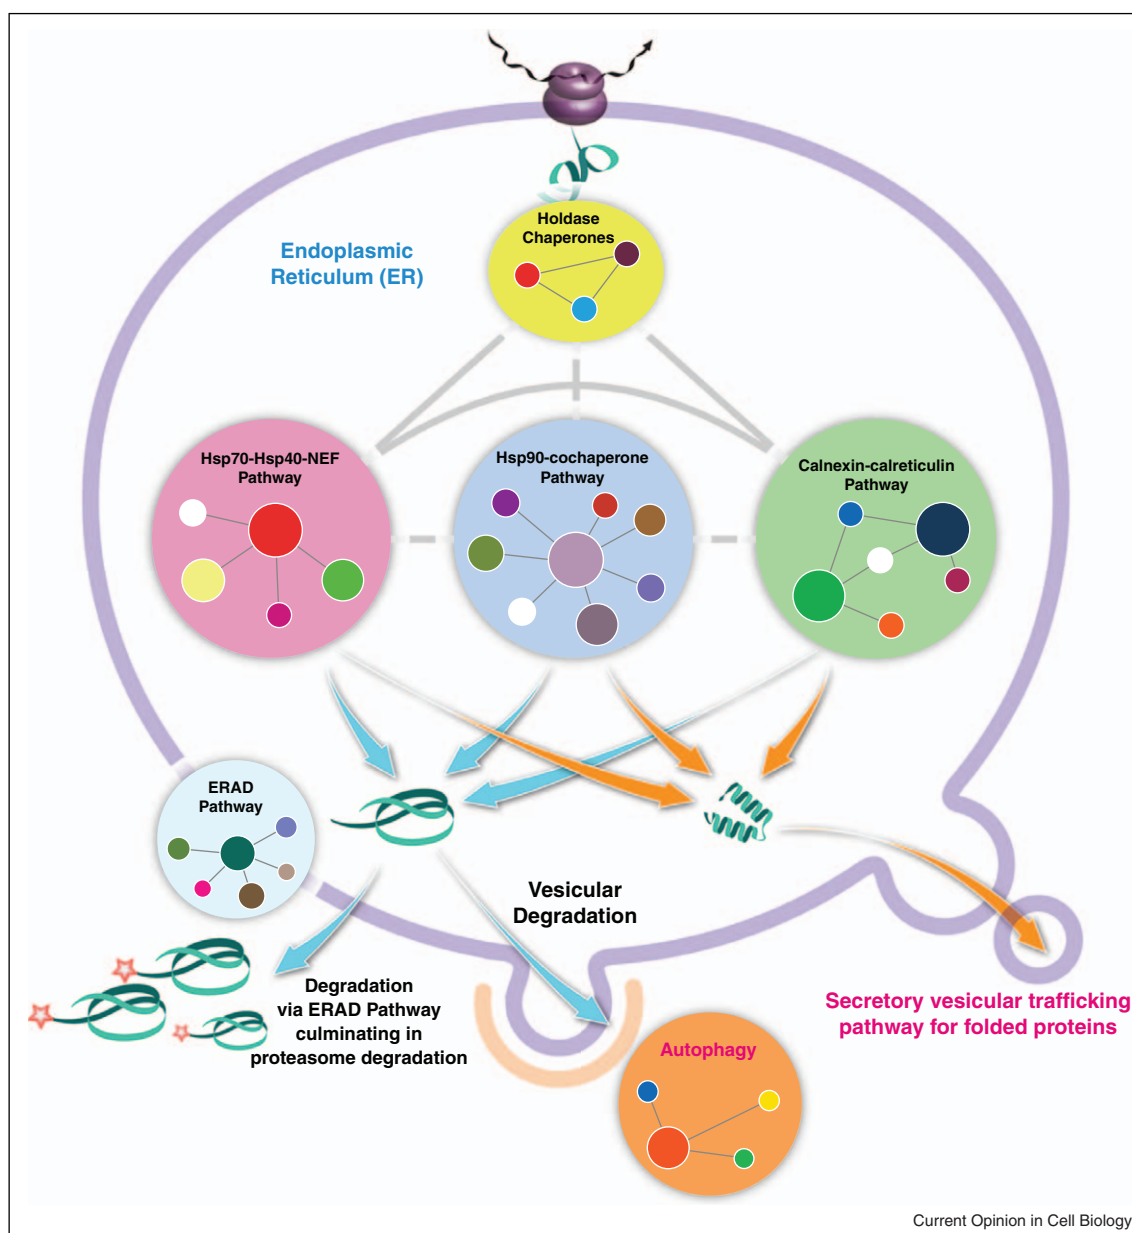 Holdase
Chaperones
Endoplasmic
Reticulum (ER)
Hsp70-Hsp40-NEF
Pathway
Hsp90-cochaperone
Pathway
Calnexin-calreticulin
Pathway
ERAD
Pathway
Vesicular
Degradation
Degradation
via ERAD Pathway
culminating in
proteasome degradation
Secretory vesicular trafficking
pathway for folded proteins
Autophagy
Current Opinion in Cell Biology